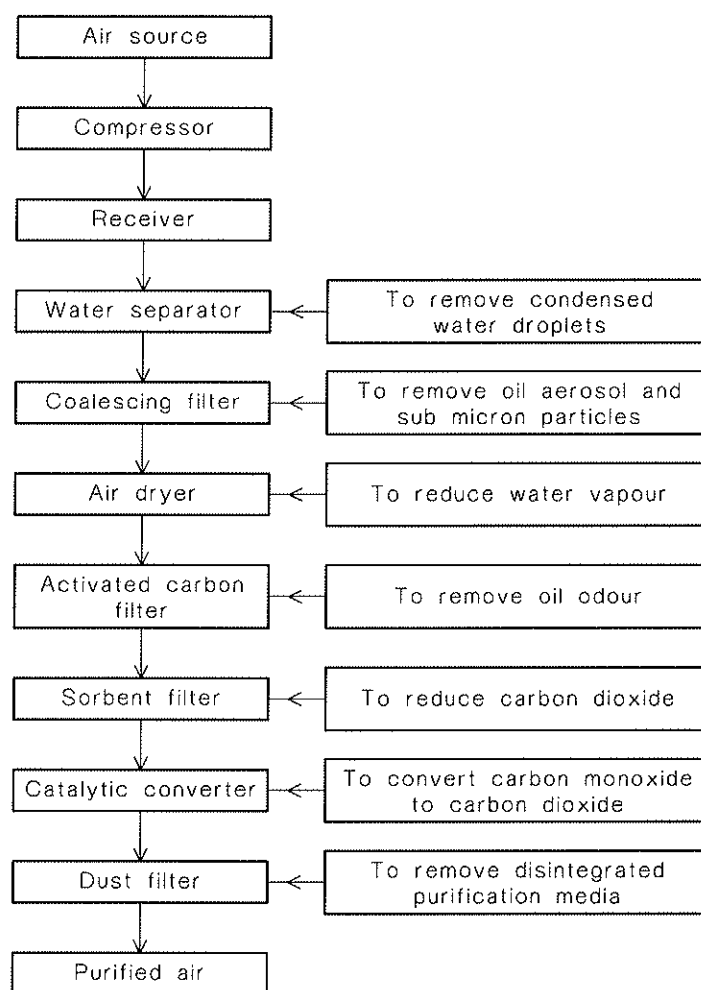 Air source
Compressor
Receiver
Water separator
To remove condensed
water droplets
Coalescing filter
To remove oil aerosol and
sub micron particles
Air dryer
To reduce water vapour
Activated carbon
filter
To remove oil odour
Sorbent filter
To reduce carbon dioxide
Catalytic converter
To convert carbon monoxide
to carbon dioxide
Dust filter
To remove disintegrated
purification media
Purified air